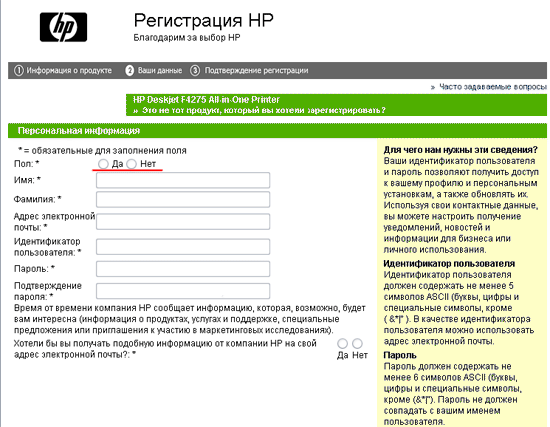 hp
Регистрация HP
Благодарим за выбор HP
1 Информация о продукте 2 Ваши данные 3 Подтверждение регистрации
» Часто задаваемые вопросы
HP Deskjet F4275 All-in-One Printer
» Это не тот продукт, который вы хотели зарегистрировать?
Персональная информация
* = обязательные для заполнения поля
Пол: * Да Нет
Имя: *
Фамилия: *
Адрес электронной
почты: *
Идентификатор
пользователя: *
Пароль: *
Подтверждение
пароля: *
Время от времени компания HP сообщает информацию, которая, возможно, будет
вам интересна (информация о продуктах, услугах и поддержке, специальные
предложения или приглашения к участию в маркетинговых исследованиях).
Хотели бы вы получать подобную информацию от компании HP на свой
адрес электронной почты?: *
Да Нет
Для чего нам нужны эти сведения?
Ваши идентификатор пользователя
и пароль позволяют получить доступ
к вашему профилю и персональным
установкам, а также обновлять их.
Используя свои контактные данные,
вы можете настроить получение
уведомлений, новостей и
информации для бизнеса или
личного использования.
Идентификатор пользователя
Идентификатор пользователя
должен содержать не менее 5
символов ASCII (буквы, цифры и
специальные символы, кроме
( &*|" ). В качестве идентификатора
пользователя можно использовать
адрес электронной почты.
Пароль
Пароль должен содержать не
менее 6 символов ASCII (буквы,
цифры и специальные символы,
кроме (&*|"). Пароль не должен
совпадать с вашим именем
пользователя.